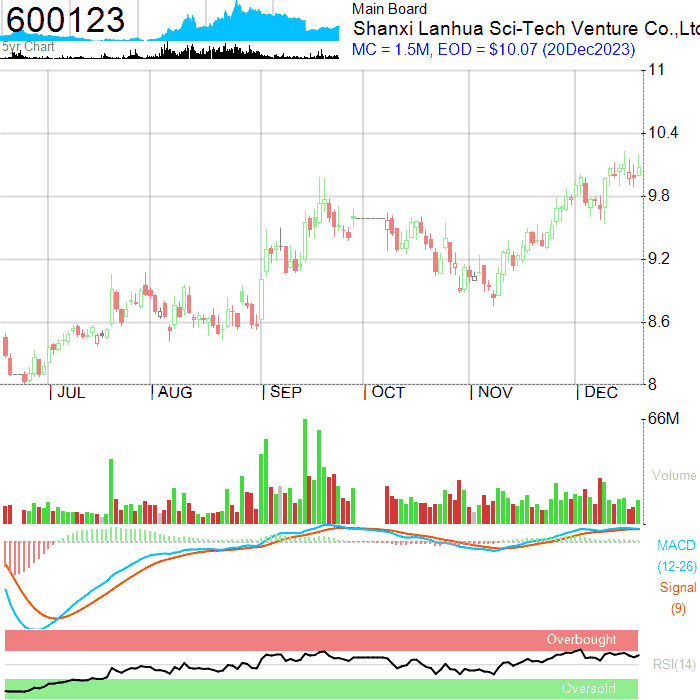 600123
5yr Chart
Main Board
Shanxi Lanhua Sci-Tech Venture Co.,Ltd
MC = 1.5M, EOD = $10.07 (20Dec2023)
11
10.4
9.8
9.2
8.6
8
JUL AUG SEP OCT NOV DEC
66M
Volume
MACD
(12-26)
Signal
(9)
Overbought
RSI(14)
Oversold